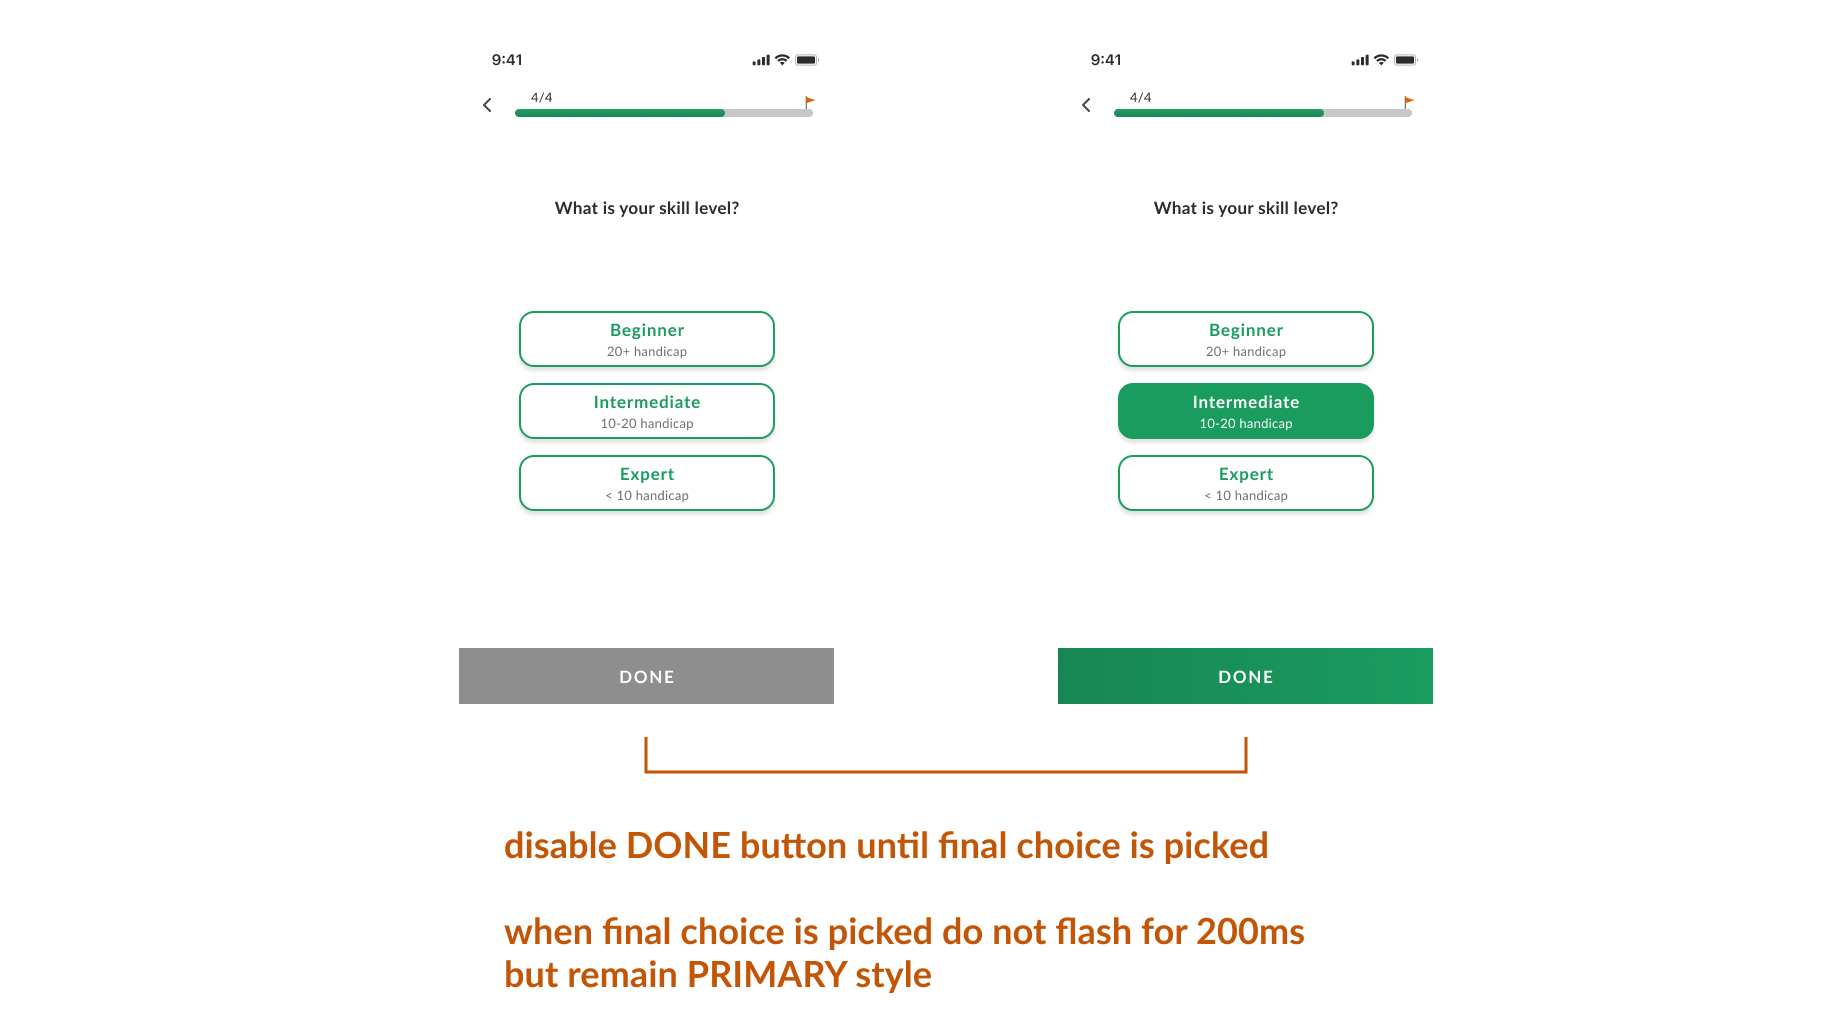 9:41
4/4
What is your skill level?
Beginner
20+ handicap
Intermediate
10-20 handicap
Expert
< 10 handicap
DONE
9:41
4/4
What is your skill level?
Beginner
20+ handicap
Intermediate
10-20 handicap
Expert
< 10 handicap
DONE
disable DONE button until final choice is picked
when final choice is picked do not flash for 200ms
but remain PRIMARY style